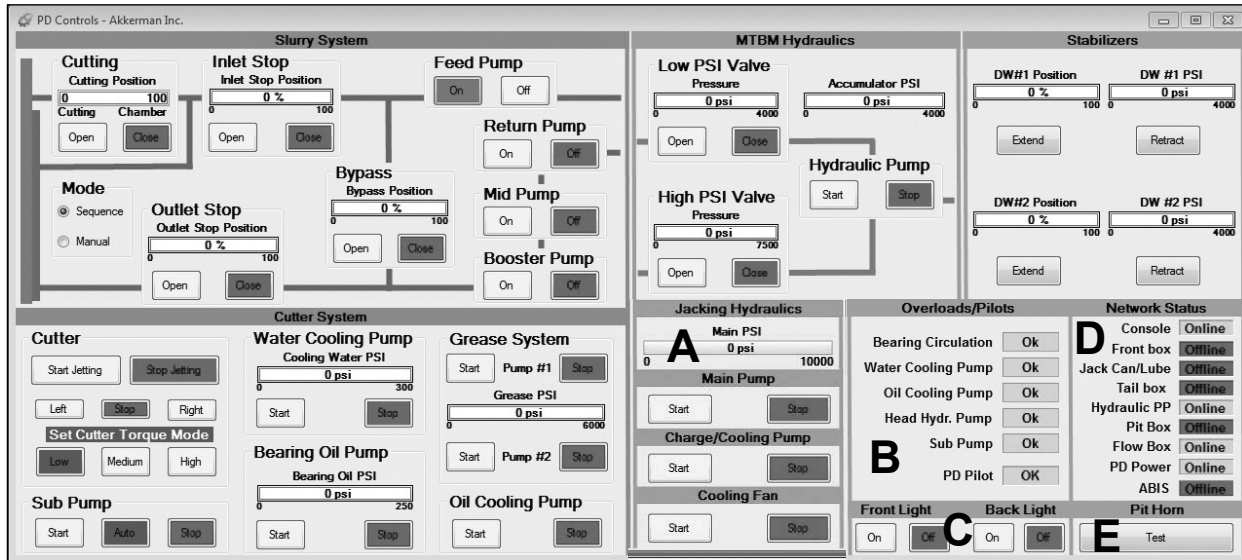 PD Controls - Akkerman Inc.
Slurry System
Cutting
Cutting Position
0 100
Cutting Chamber
Open Close
Inlet Stop
Inlet Stop Position
0 %
0 100
Open Close
Feed Pump
On Off
Return Pump
On Off
Mode
Sequence
Manual
Outlet Stop
Outlet Stop Position
0 %
0 100
Open Close
Bypass
Bypass Position
0 %
0 100
Open Close
Mid Pump
On Off
Booster Pump
On Off
MTBM Hydraulics
Low PSI Valve
Pressure
0 psi
0 4000
Open Close
Accumulator PSI
0 psi
0 4000
Hydraulic Pump
Start Stop
High PSI Valve
Pressure
0 psi
0 7500
Open Close
Stabilizers
DW#1 Position DW #1 PSI
0 % 0 psi
0 100 0 4000
Extend Retract
DW#2 Position DW #2 PSI
0 % 0 psi
0 100 0 4000
Extend Retract
Cutter System
Cutter
Start Jetting Stop Jetting
Left Stop Right
Set Cutter Torque Mode
Low Medium High
Sub Pump
Start Auto Stop
Water Cooling Pump
Cooling Water PSI
0 psi
0 300
Start Stop
Bearing Oil Pump
Bearing Oil PSI
0 psi
0 250
Start Stop
Grease System
Start Pump #1 Stop
Grease PSI
0 psi
0 6000
Start Pump #2 Stop
Oil Cooling Pump
Start Stop
Jacking Hydraulics
A
Main PSI
0 psi
0 10000
Main Pump
Start Stop
Charge/Cooling Pump
Start Stop
Cooling Fan
Start Stop
Overloads/Pilots
Bearing Circulation Ok
Water Cooling Pump Ok
Oil Cooling Pump Ok
Head Hydr. Pump Ok
Sub Pump Ok
B
PD Pilot OK
Front Light
On Off
C
Back Light
On Off
Network Status
D
Console Online
Front box Offline
Jack Can/Lube Offline
Tail box Offline
Hydraulic PP Online
Pit Box Offline
Flow Box Online
PD Power Online
ABIS Offline
Pit Horn
E Test